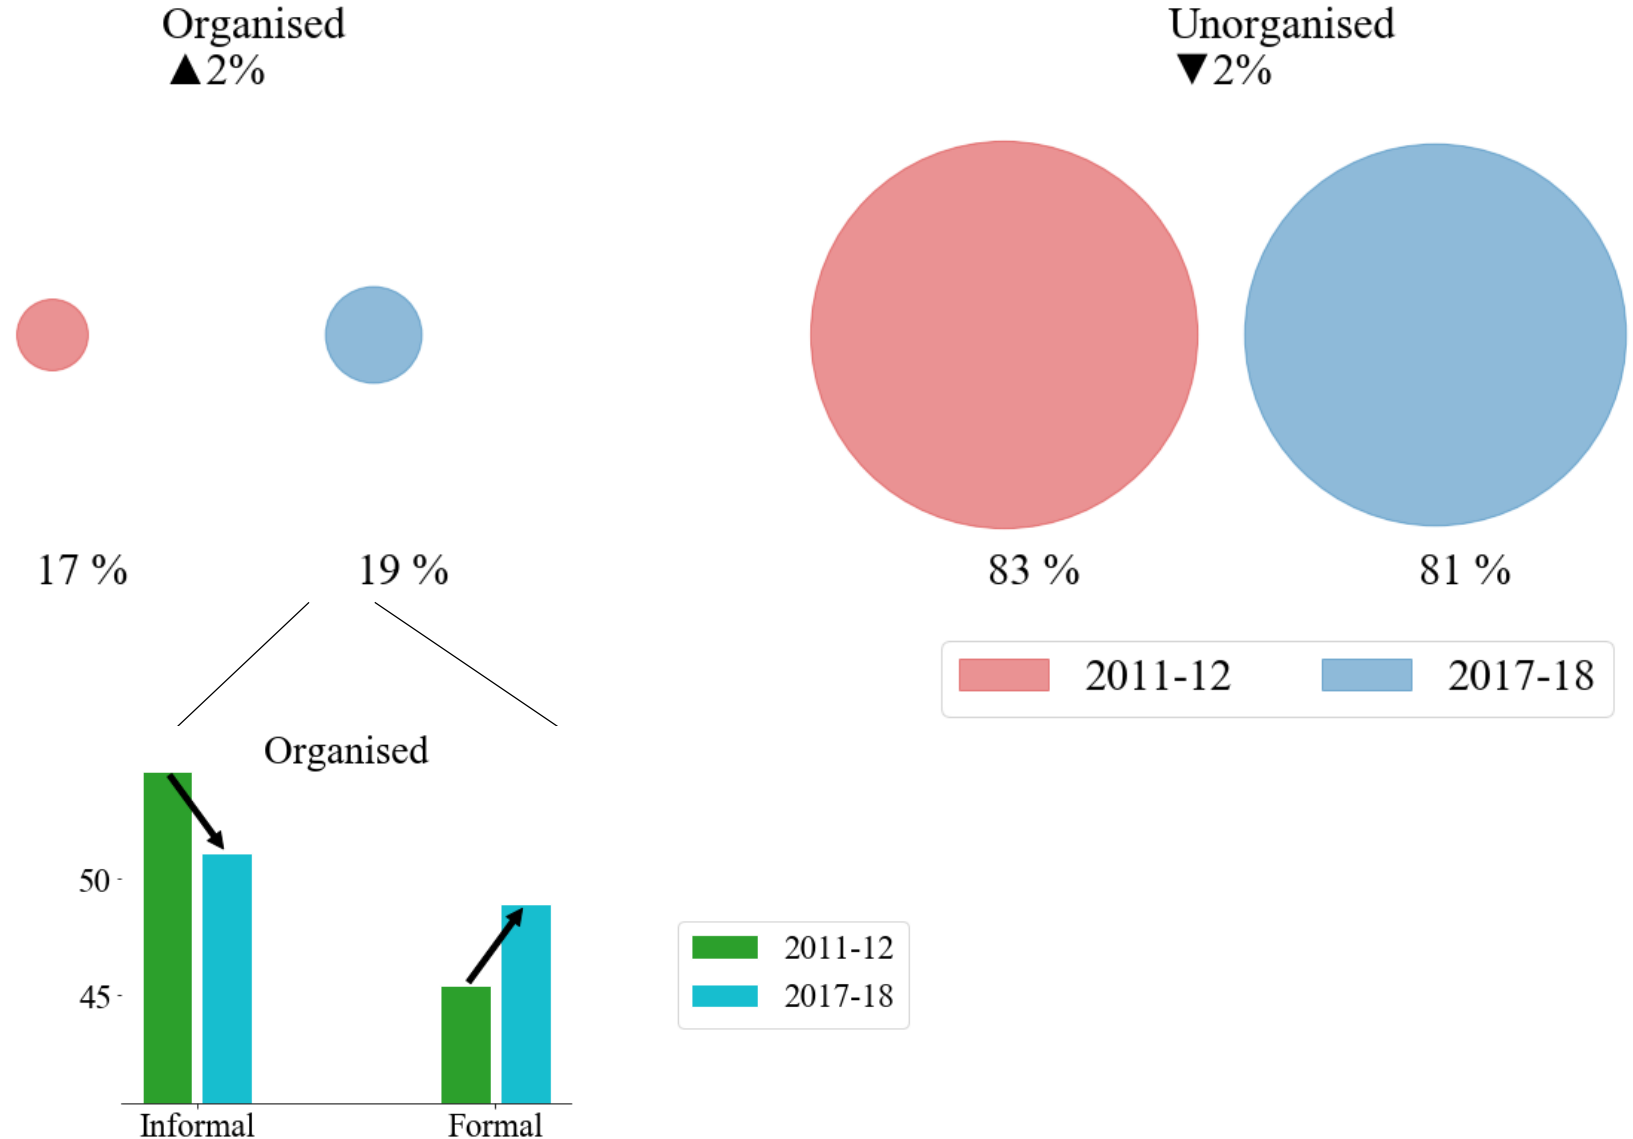 Organised
▲2%
Unorganised
▼2%
17 %
19 %
83 %
81 %
2011-12
2017-18
Organised
50
45
Informal
Formal
2011-12
2017-18